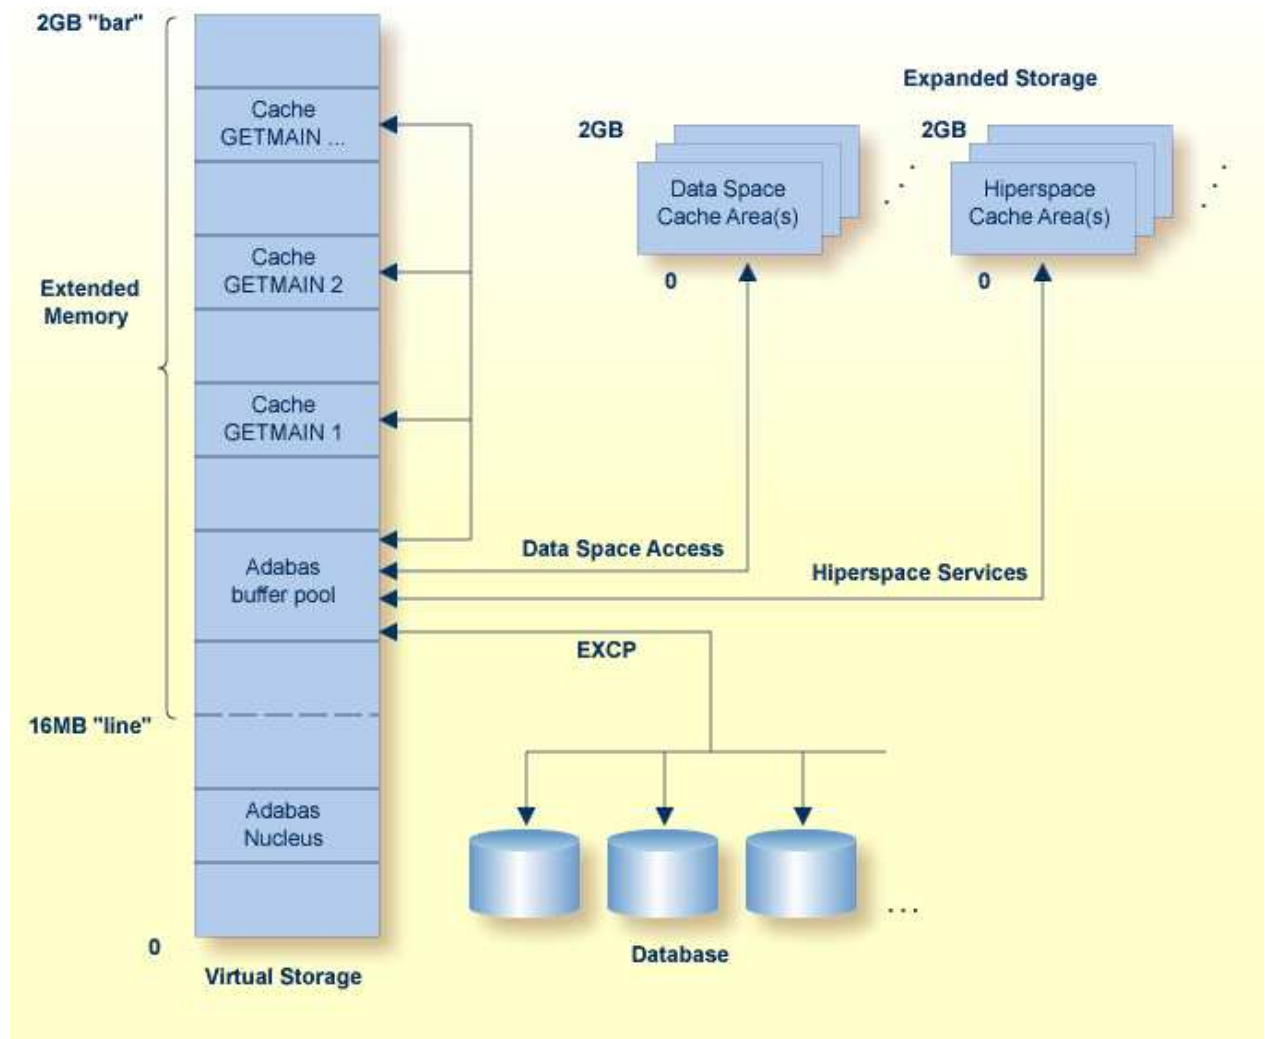 2GB "bar"
Cache
GETMAIN ...
Cache
GETMAIN 2
Extended
Memory
Cache
GETMAIN 1
Adabas
buffer pool
16MB "line"
Adabas
Nucleus
0
Virtual Storage
Expanded Storage
2GB
Data Space
Cache Area(s)
0
2GB
Hiperspace
Cache Area(s)
0
Data Space Access
Hiperspace Services
EXCP
...
Database